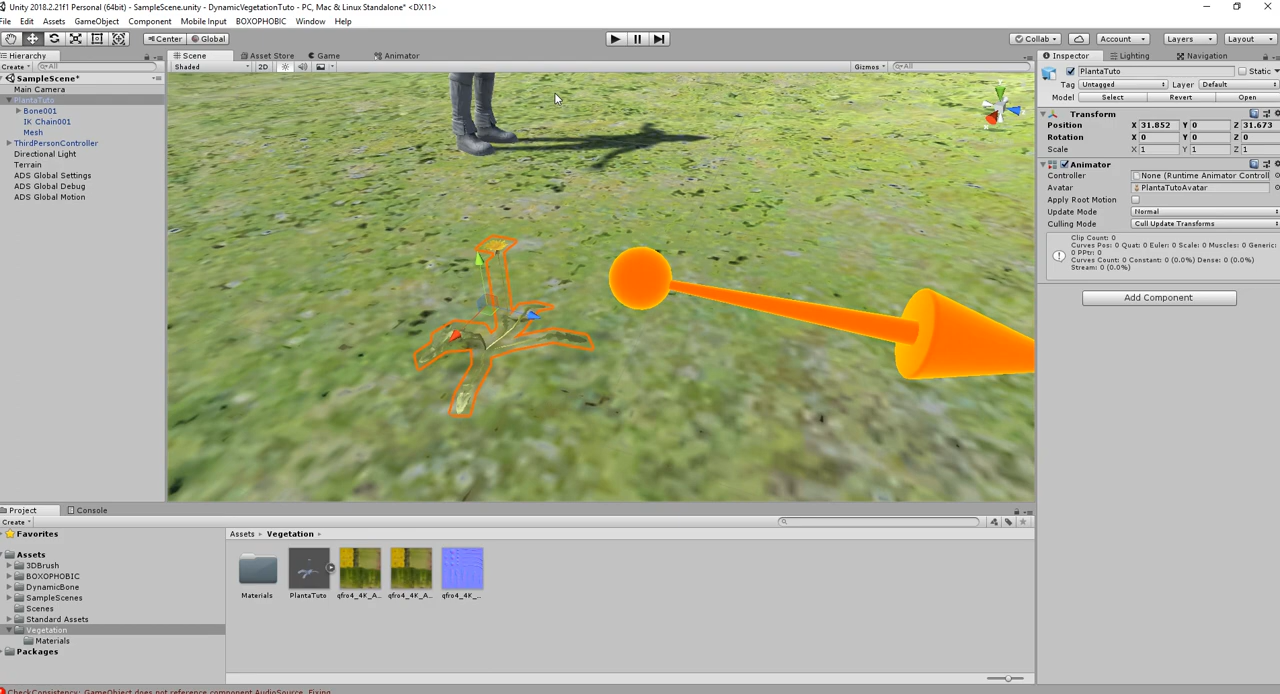 Unity 2018.2.21f1 Personal (64bit) - SampleScene.unity - DynamicVegetationTuto - PC, Mac & Linux Standalone* <DX11>
File Edit Assets GameObject Component Mobile Input BOXOPHOBIC Window Help
Center Global Collab Account Layers Layout
Hierarchy
Create All
SampleScene*
Main Camera
PlantaTuto
Bone001
IK Chain001
Mesh
ThirdPersonController
Directional Light
Terrain
ADS Global Settings
ADS Global Debug
ADS Global Motion
Scene Asset Store Game Animator
Shaded 2D Gizmos All
Inspector Lighting Navigation
PlantaTuto Static
Tag Untagged Layer Default
Model Select Revert Open
Transform
Position X 31.852 Y 0 Z 31.673
Rotation X 0 Y 0 Z 0
Scale X 1 Y 1 Z 1
Animator
Controller None (Runtime Animator Controll
Avatar PlantaTutoAvatar
Apply Root Motion
Update Mode Normal
Culling Mode Cull Update Transforms
Clip Count: 0
Curves Pos: 0 Quat: 0 Euler: 0 Scale: 0 Muscles: 0 Generic:
0 PPtr: 0
Curves Count: 0 Constant: 0 (0.0%) Dense: 0 (0.0%)
Stream: 0 (0.0%)
Add Component
Project Console
Create
Favorites
Assets
3DBrush
BOXOPHOBIC
DynamicBone
SampleScenes
Scenes
Standard Assets
Vegetation
Materials
Packages
Assets Vegetation
Materials PlantaTuto qfro4_4K_A... qfro4_4K_A... qfro4_4K_...
CheckConsistency: GameObject does not reference component AudioSource. Fixing.